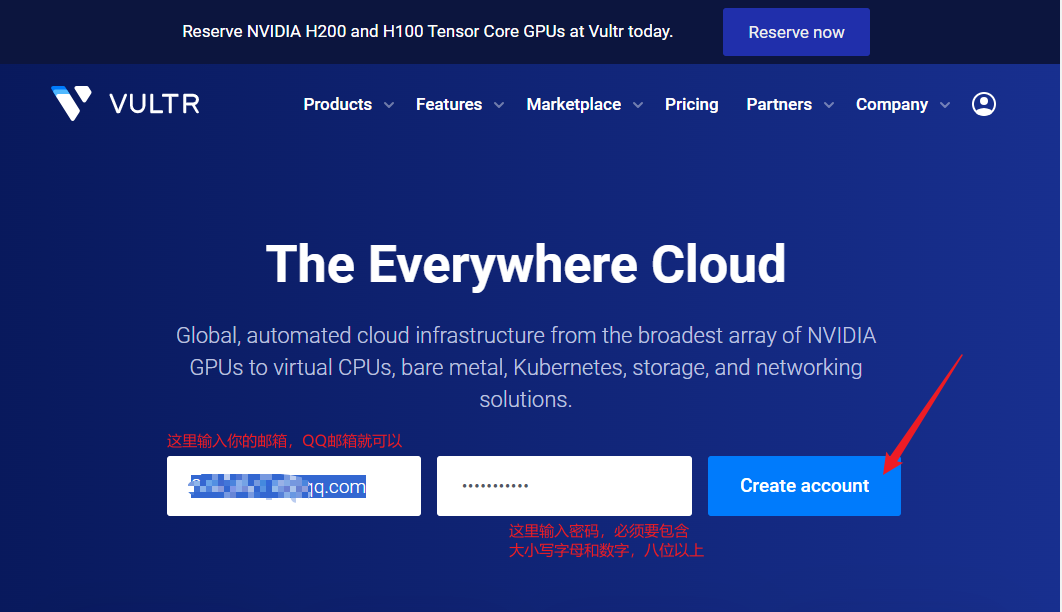 Reserve NVIDIA H200 and H100 Tensor Core GPUs at Vultr today.
Reserve now
VULTR
Products
Features
Marketplace
Pricing
Partners
Company
The Everywhere Cloud
Global, automated cloud infrastructure from the broadest array of NVIDIA
GPUs to virtual CPUs, bare metal, Kubernetes, storage, and networking
solutions.
这里输入你的邮箱，QQ邮箱就可以
qq.com
Create account
这里输入密码，必须要包含
大小写字母和数字，八位以上